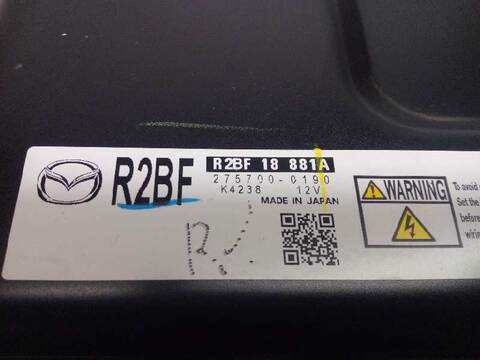 R2BF
R2BF 18 881A
275700-0190
K4238 12V
MADE IN JAPAN
WARNING
To avoid
Set the
before
wiring